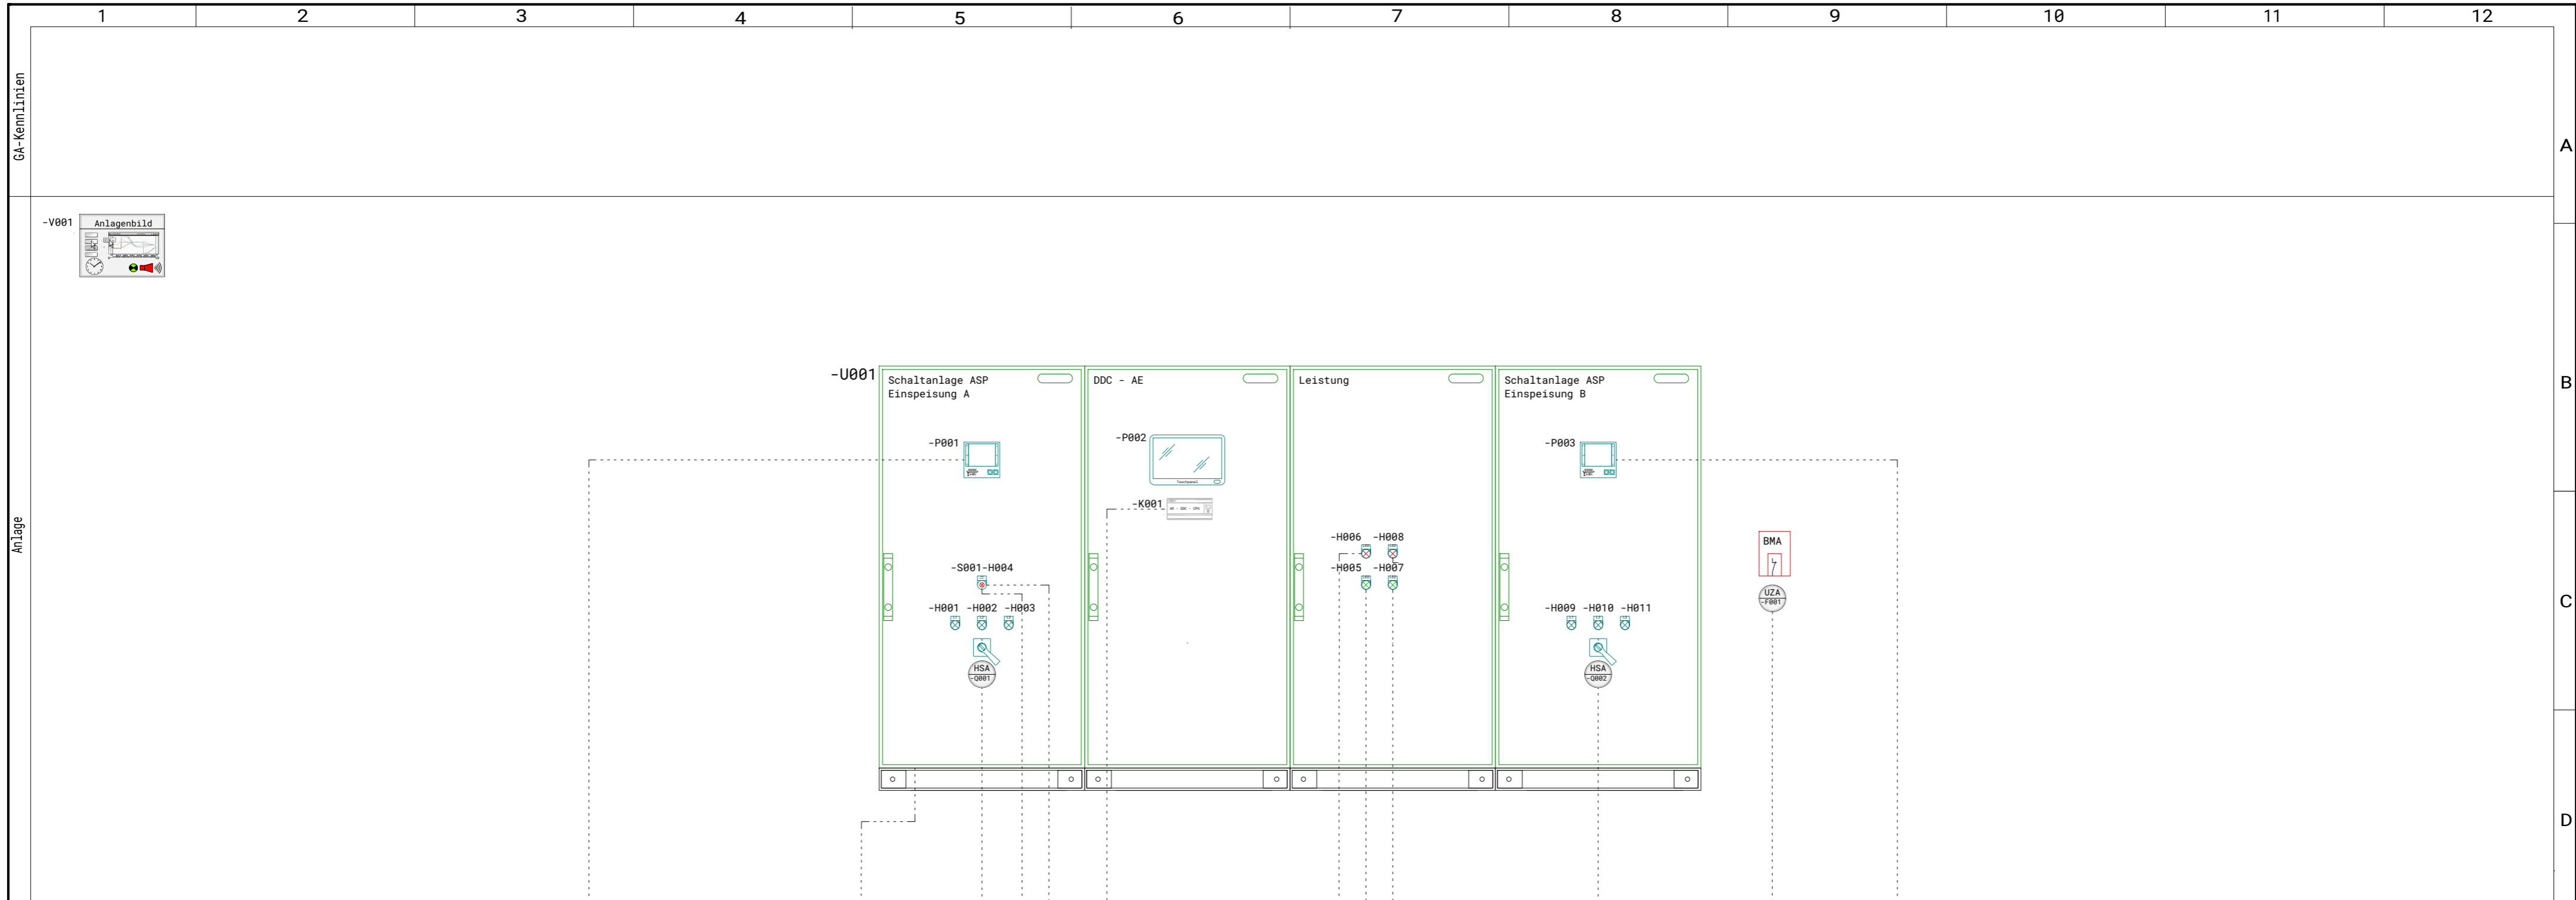 1 2 3 4 5 6 7 8 9 10 11 12
GA-Kennlinien
A
-V001
Anlagenbild
-U001
Schaltanlage ASP
Einspeisung A
DDC - AE
Leistung
Schaltanlage ASP
Einspeisung B
B
-P001
-P002
Touchpanel
-P003
-K001
Anlage
-H006 -H008
BMA
-S001-H004
-H005 -H007
UZA
-F001
C
-H001 -H002 -H003
-H009 -H010 -H011
HSA
-Q001
HSA
-Q002
D